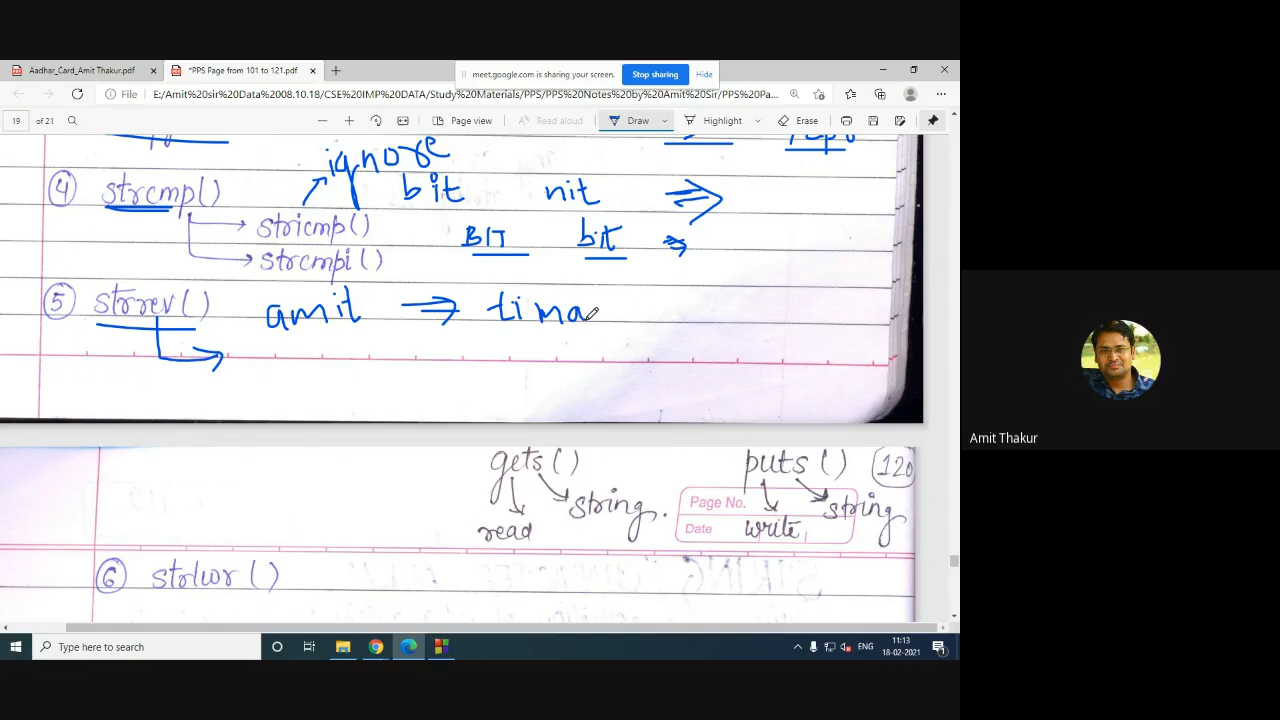 Aadhar_Card_Amit Thakur.pdf
*PPS Page from 101 to 121.pdf
meet.google.com is sharing your screen.
Stop sharing
Hide
File
E:/Amit%20sir%20Data%2008.10.18/CSE%20IMP%20DATA/Study%20Materials/PPS/PPS%20Notes%20by%20Amit%20Sir/PPS%20Pa...
19 of 21
Page view
Read aloud
Draw
Highlight
Erase
ignore
4 strcmp() bit nit ⇒
stricmp()
BIT bit ⇒
strcmpi()
5 strrev() amit ⇒ tima
gets() puts() 120
Page No.
string. string
Date
read write
6 strlwr()
Type here to search
ENG
11:13
18-02-2021
1
Amit Thakur